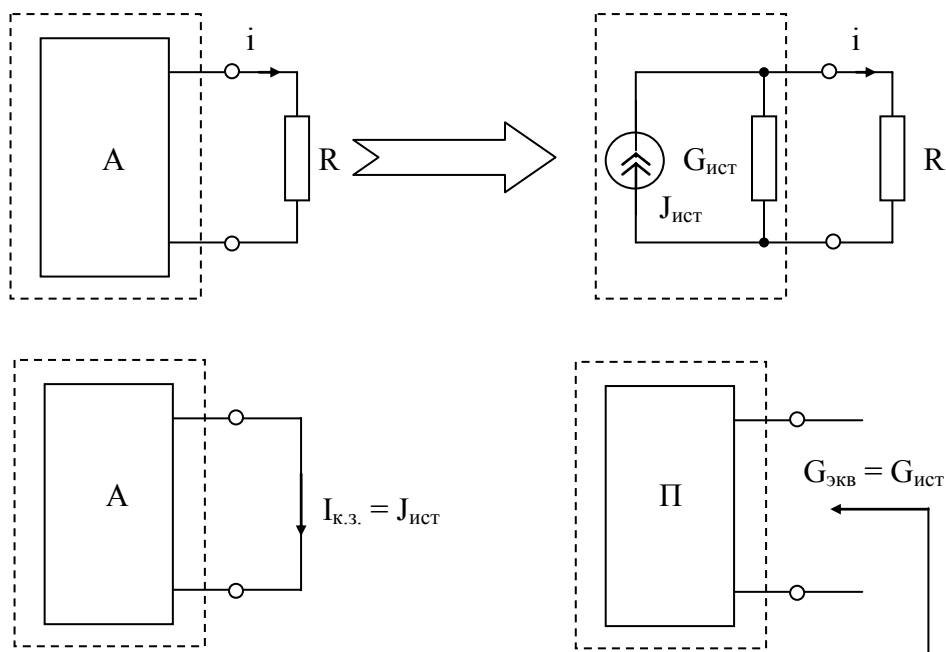 i
A
R
i
Gист
Jист
R
A
Iк.з. = Jист
П
Gэкв = Gист